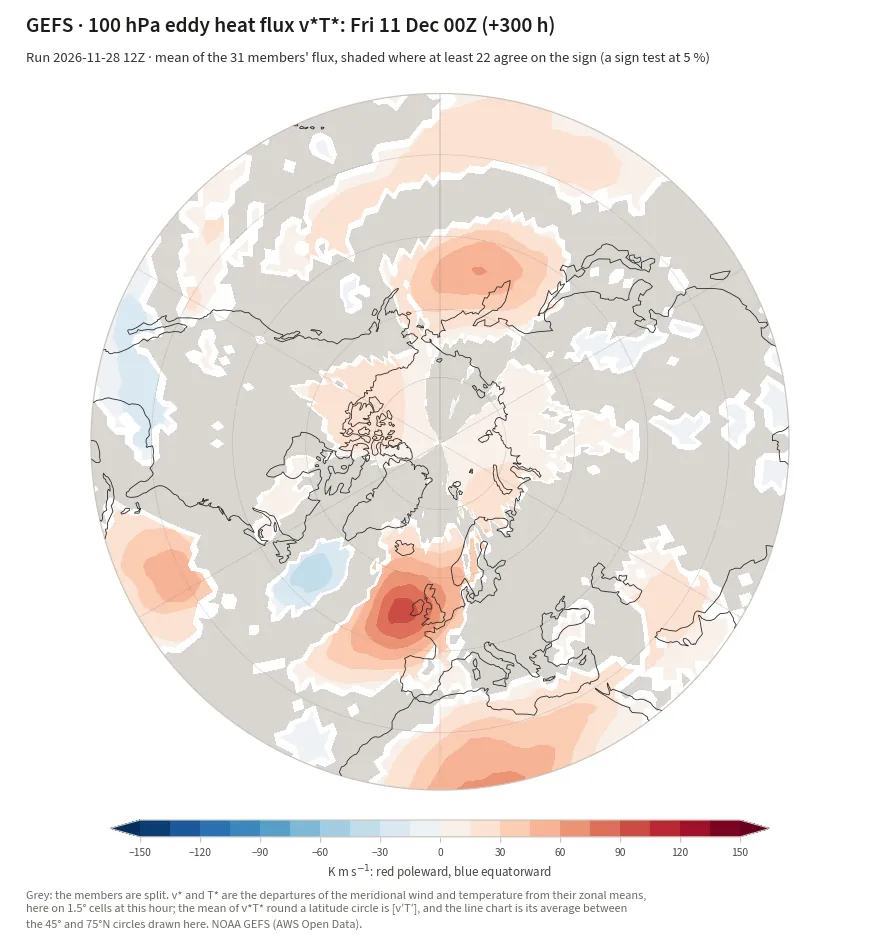 GEFS · 100 hPa eddy heat flux v*T*: Fri 11 Dec 00Z (+300 h)
Run 2026-11-28 12Z · mean of the 31 members' flux, shaded where at least 22 agree on the sign (a sign test at 5 %)
−150 −120 −90 −60 −30 0 30 60 90 120 150
K m s⁻¹: red poleward, blue equatorward
Grey: the members are split. v* and T* are the departures of the meridional wind and temperature from their zonal means,
here on 1.5° cells at this hour; the mean of v*T* round a latitude circle is [v'T'], and the line chart is its average between
the 45° and 75°N circles drawn here. NOAA GEFS (AWS Open Data).